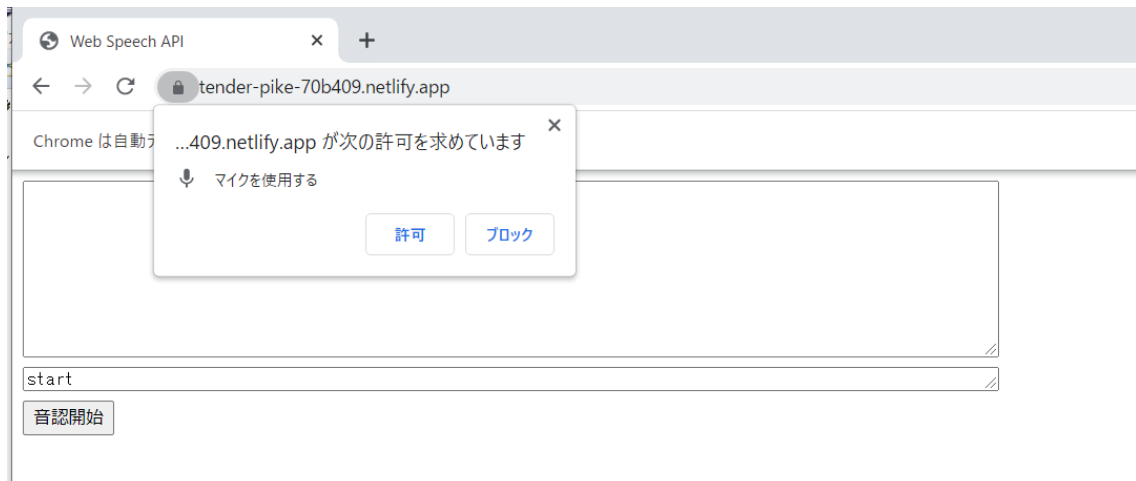 Web Speech API
tender-pike-70b409.netlify.app
Chrome は自動
...409.netlify.app が次の許可を求めています
マイクを使用する
許可 ブロック
start
音認開始